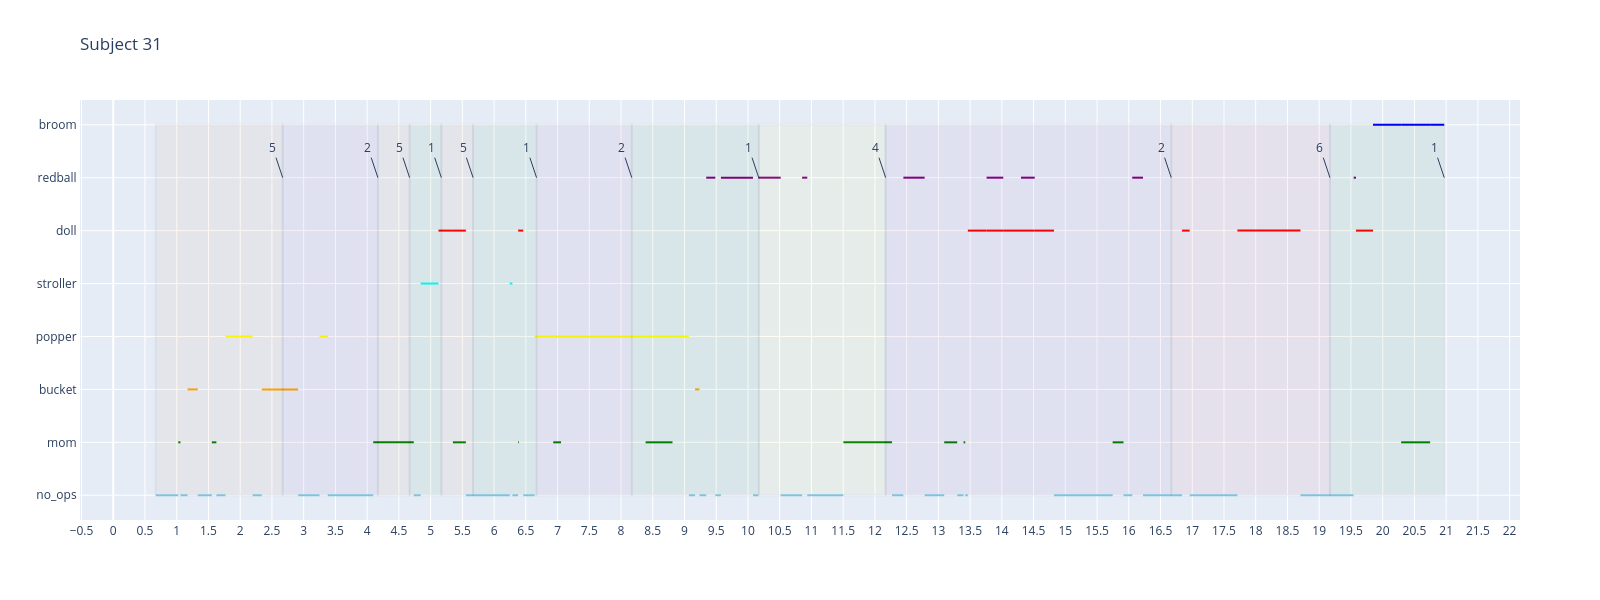 Subject 31
broom
5 2 5 1 5 1 2 1 4 2 6 1
redball
doll
stroller
popper
bucket
mom
no_ops
−0.5 0 0.5 1 1.5 2 2.5 3 3.5 4 4.5 5 5.5 6 6.5 7 7.5 8 8.5 9 9.5 10 10.5 11 11.5 12 12.5 13 13.5 14 14.5 15 15.5 16 16.5 17 17.5 18 18.5 19 19.5 20 20.5 21 21.5 22